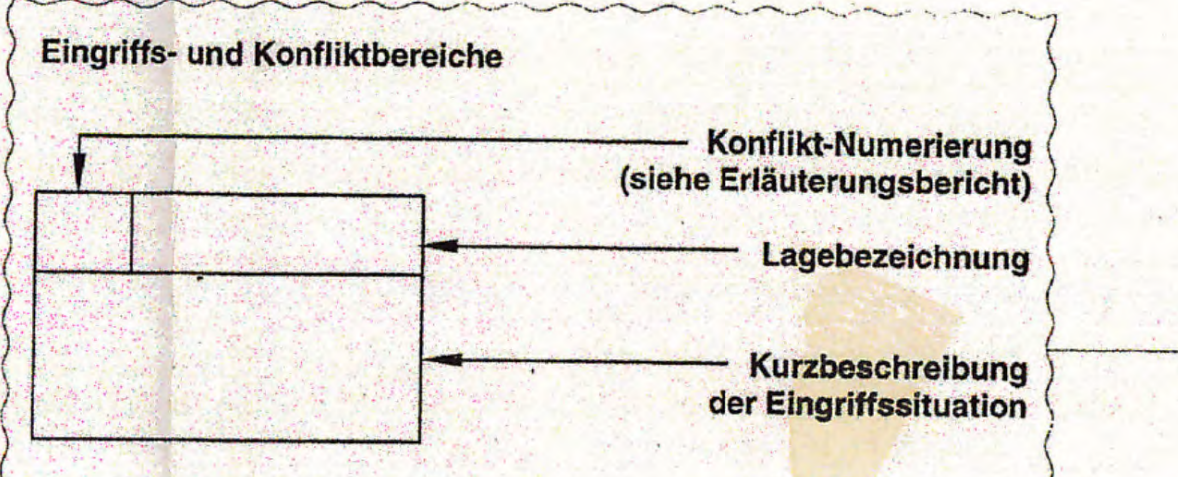 Eingriffs- und Konfliktbereiche
Konflikt-Numerierung
(siehe Erläuterungsbericht)
Lagebezeichnung
Kurzbeschreibung
der Eingriffssituation